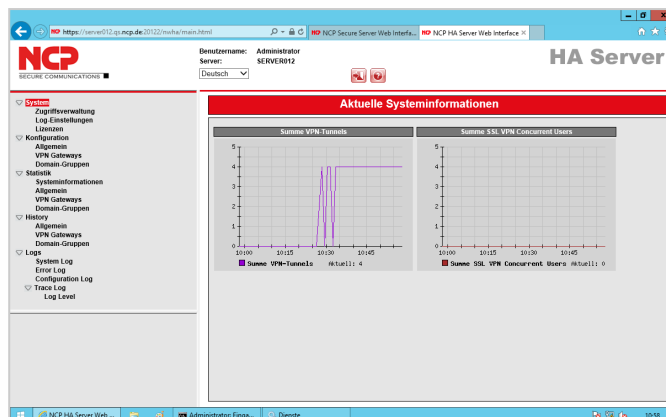 https://server012.qs.ncp.de:20122/nwha/main.html
NCP Secure Server Web Interfa...
NCP HA Server Web Interface
NCP
SECURE COMMUNICATIONS
Benutzername: Administrator
Server: SERVER012
Deutsch
HA Server
System
Zugriffsverwaltung
Log-Einstellungen
Lizenzen
Konfiguration
Allgemein
VPN Gateways
Domain-Gruppen
Statistik
Systeminformationen
Allgemein
VPN Gateways
Domain-Gruppen
History
Allgemein
VPN Gateways
Domain-Gruppen
Logs
System Log
Error Log
Configuration Log
Trace Log
Log Level
Aktuelle Systeminformationen
Summe VPN-Tunnels
5
4
3
2
1
0
10:00 10:15 10:30 10:45
Summe VPN-Tunnels Aktuell: 4
Summe SSL VPN Concurrent Users
5
4
3
2
1
0
10:00 10:15 10:30 10:45
Summe SSL VPN Concurrent Users Aktuell: 0
NCP HA Server Web ...
Administrator: Einga...
Dienste
10:58